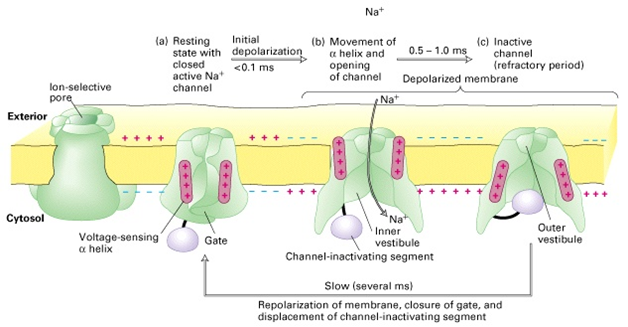 Na⁺
(a) Resting
state with
closed
active Na⁺
channel
Initial
depolarization
<0.1 ms
(b) Movement of
α helix and
opening
of channel
0.5 – 1.0 ms
(c) Inactive
channel
(refractory period)
Depolarized membrane
Ion-selective
pore
Na⁺
Exterior
+ + + +
+ + +
– – –
– – –
+ + + +
+ + + +
+ + + +
+ + + +
+ + + +
+ + + +
– – – –
– – –
+ + +
+ + + + + +
+ + +
Cytosol
Na⁺
Voltage-sensing
α helix
Gate
Inner
vestibule
Outer
vestibule
Channel-inactivating segment
Slow (several ms)
Repolarization of membrane, closure of gate, and
displacement of channel-inactivating segment